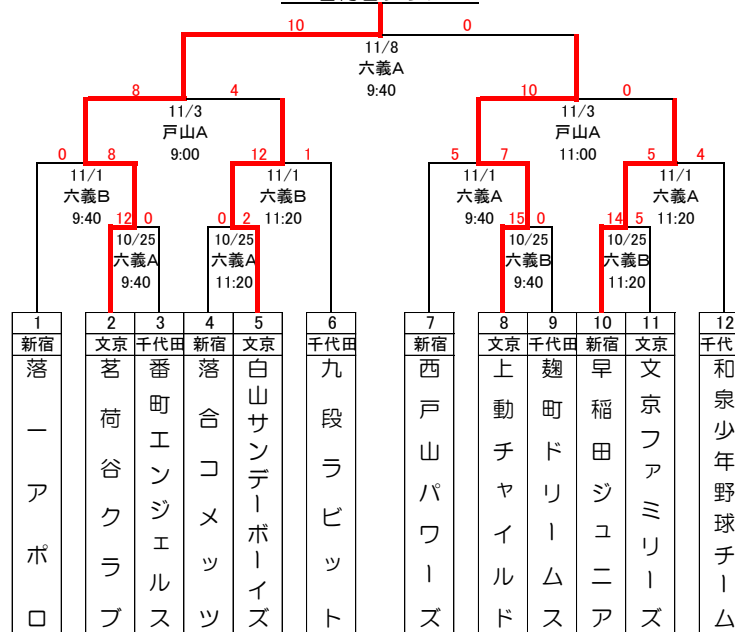 10 0
11/8
六義A
9:40
8 4 10 0
11/3 11/3
戸山A 戸山A
9:00 11:00
0 8 12 1 5 7 5 4
11/1 11/1 11/1 11/1
六義B 六義B 六義A 六義A
9:40 11:20 9:40 11:20
12 0 0 2 15 0 14 5
10/25 10/25 10/25 10/25
六義A 六義A 六義B 六義B
9:40 11:20 9:40 11:20
1 2 3 4 5 6 7 8 9 10 11 12
新宿 文京 千代田 新宿 文京 千代田 新宿 文京 千代田 新宿 文京 千代
落一アポロ
茗荷谷クラブ
番町エンジェルス
落合コメッツ
白山サンデーボーイズ
九段ラビット
西戸山パワーズ
上動チャイルド
麹町ドリームス
早稲田ジュニア
文京ファミリーズ
和泉少年野球チーム